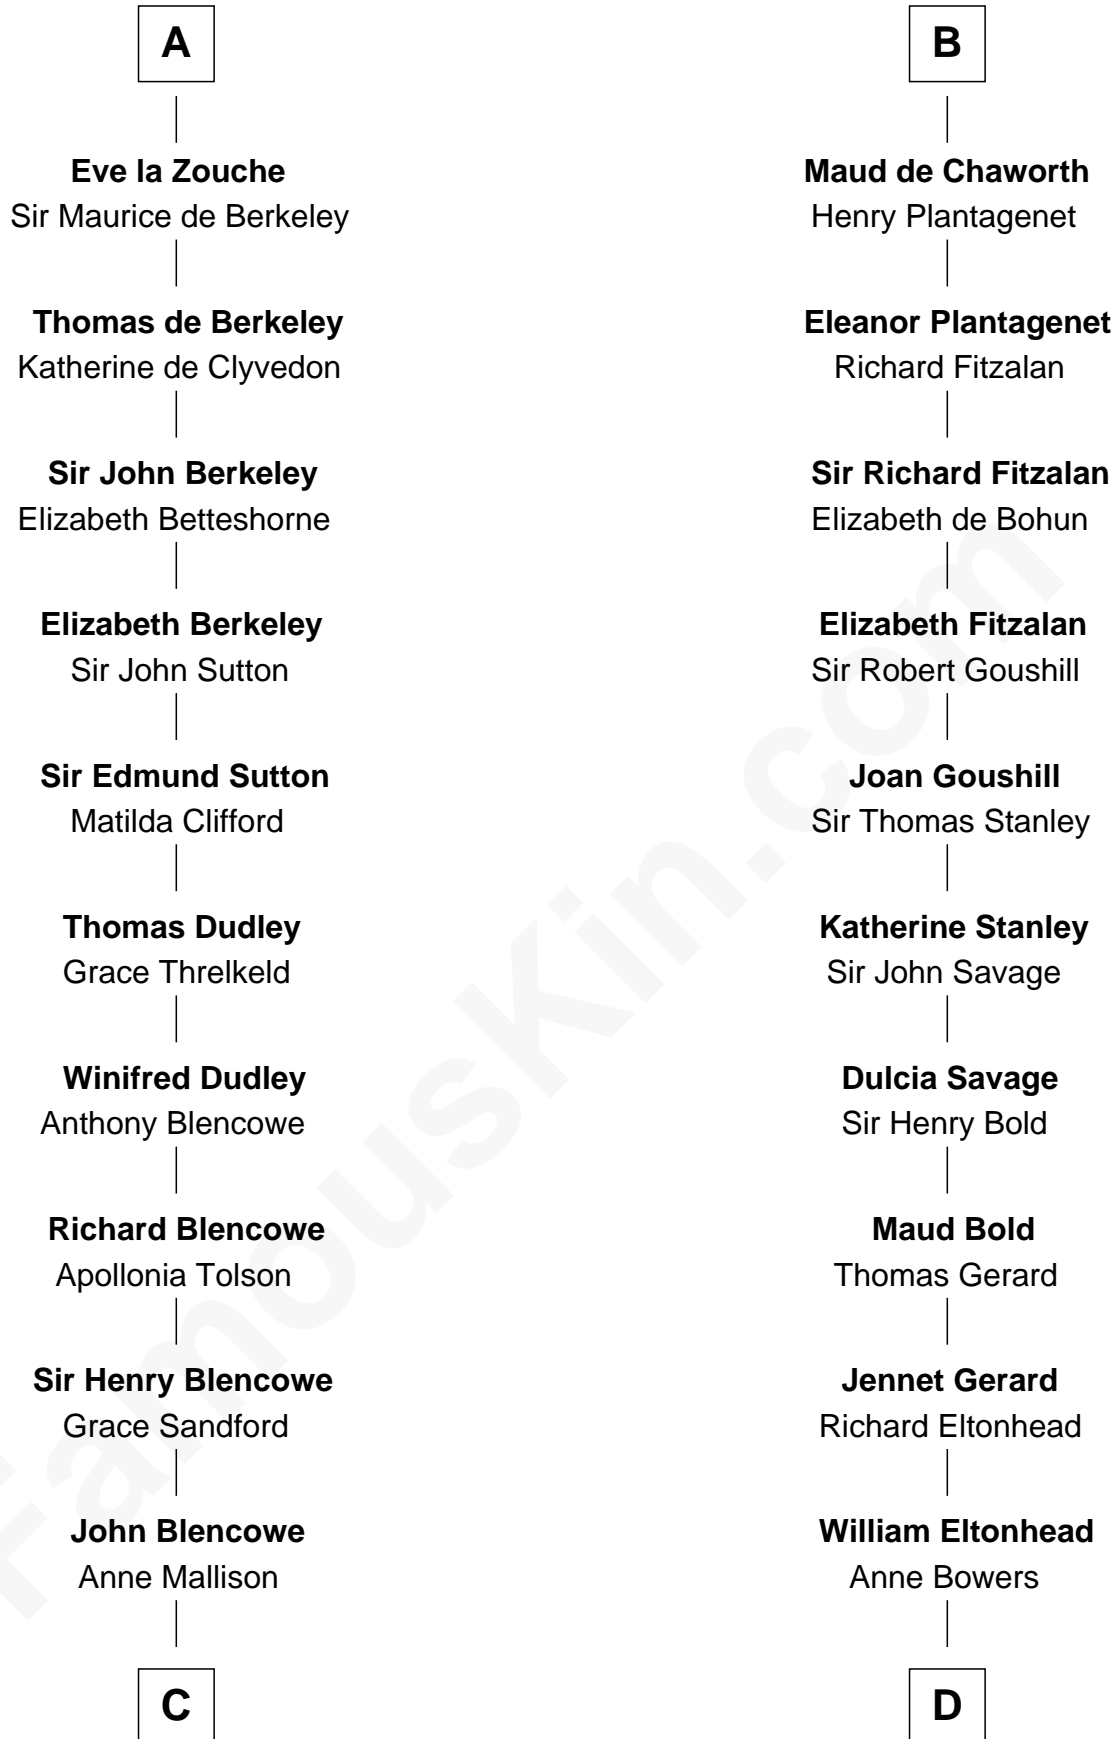 A
Eve la Zouche
Sir Maurice de Berkeley
Thomas de Berkeley
Katherine de Clyvedon
Sir John Berkeley
Elizabeth Betteshorne
Elizabeth Berkeley
Sir John Sutton
Sir Edmund Sutton
Matilda Clifford
Thomas Dudley
Grace Threlkeld
Winifred Dudley
Anthony Blencowe
Richard Blencowe
Apollonia Tolson
Sir Henry Blencowe
Grace Sandford
John Blencowe
Anne Mallison
C
B
Maud de Chaworth
Henry Plantagenet
Eleanor Plantagenet
Richard Fitzalan
Sir Richard Fitzalan
Elizabeth de Bohun
Elizabeth Fitzalan
Sir Robert Goushill
Joan Goushill
Sir Thomas Stanley
Katherine Stanley
Sir John Savage
Dulcia Savage
Sir Henry Bold
Maud Bold
Thomas Gerard
Jennet Gerard
Richard Eltonhead
William Eltonhead
Anne Bowers
D
FamousKin.com